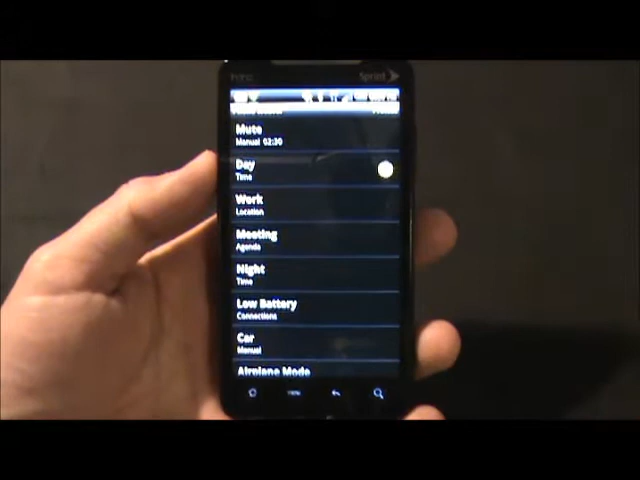 hTC Sprint
Mute
Manual 02:30
Day
Time
Work
Location
Meeting
Agenda
Night
Time
Low Battery
Connections
Car
Manual
Airplane Mode